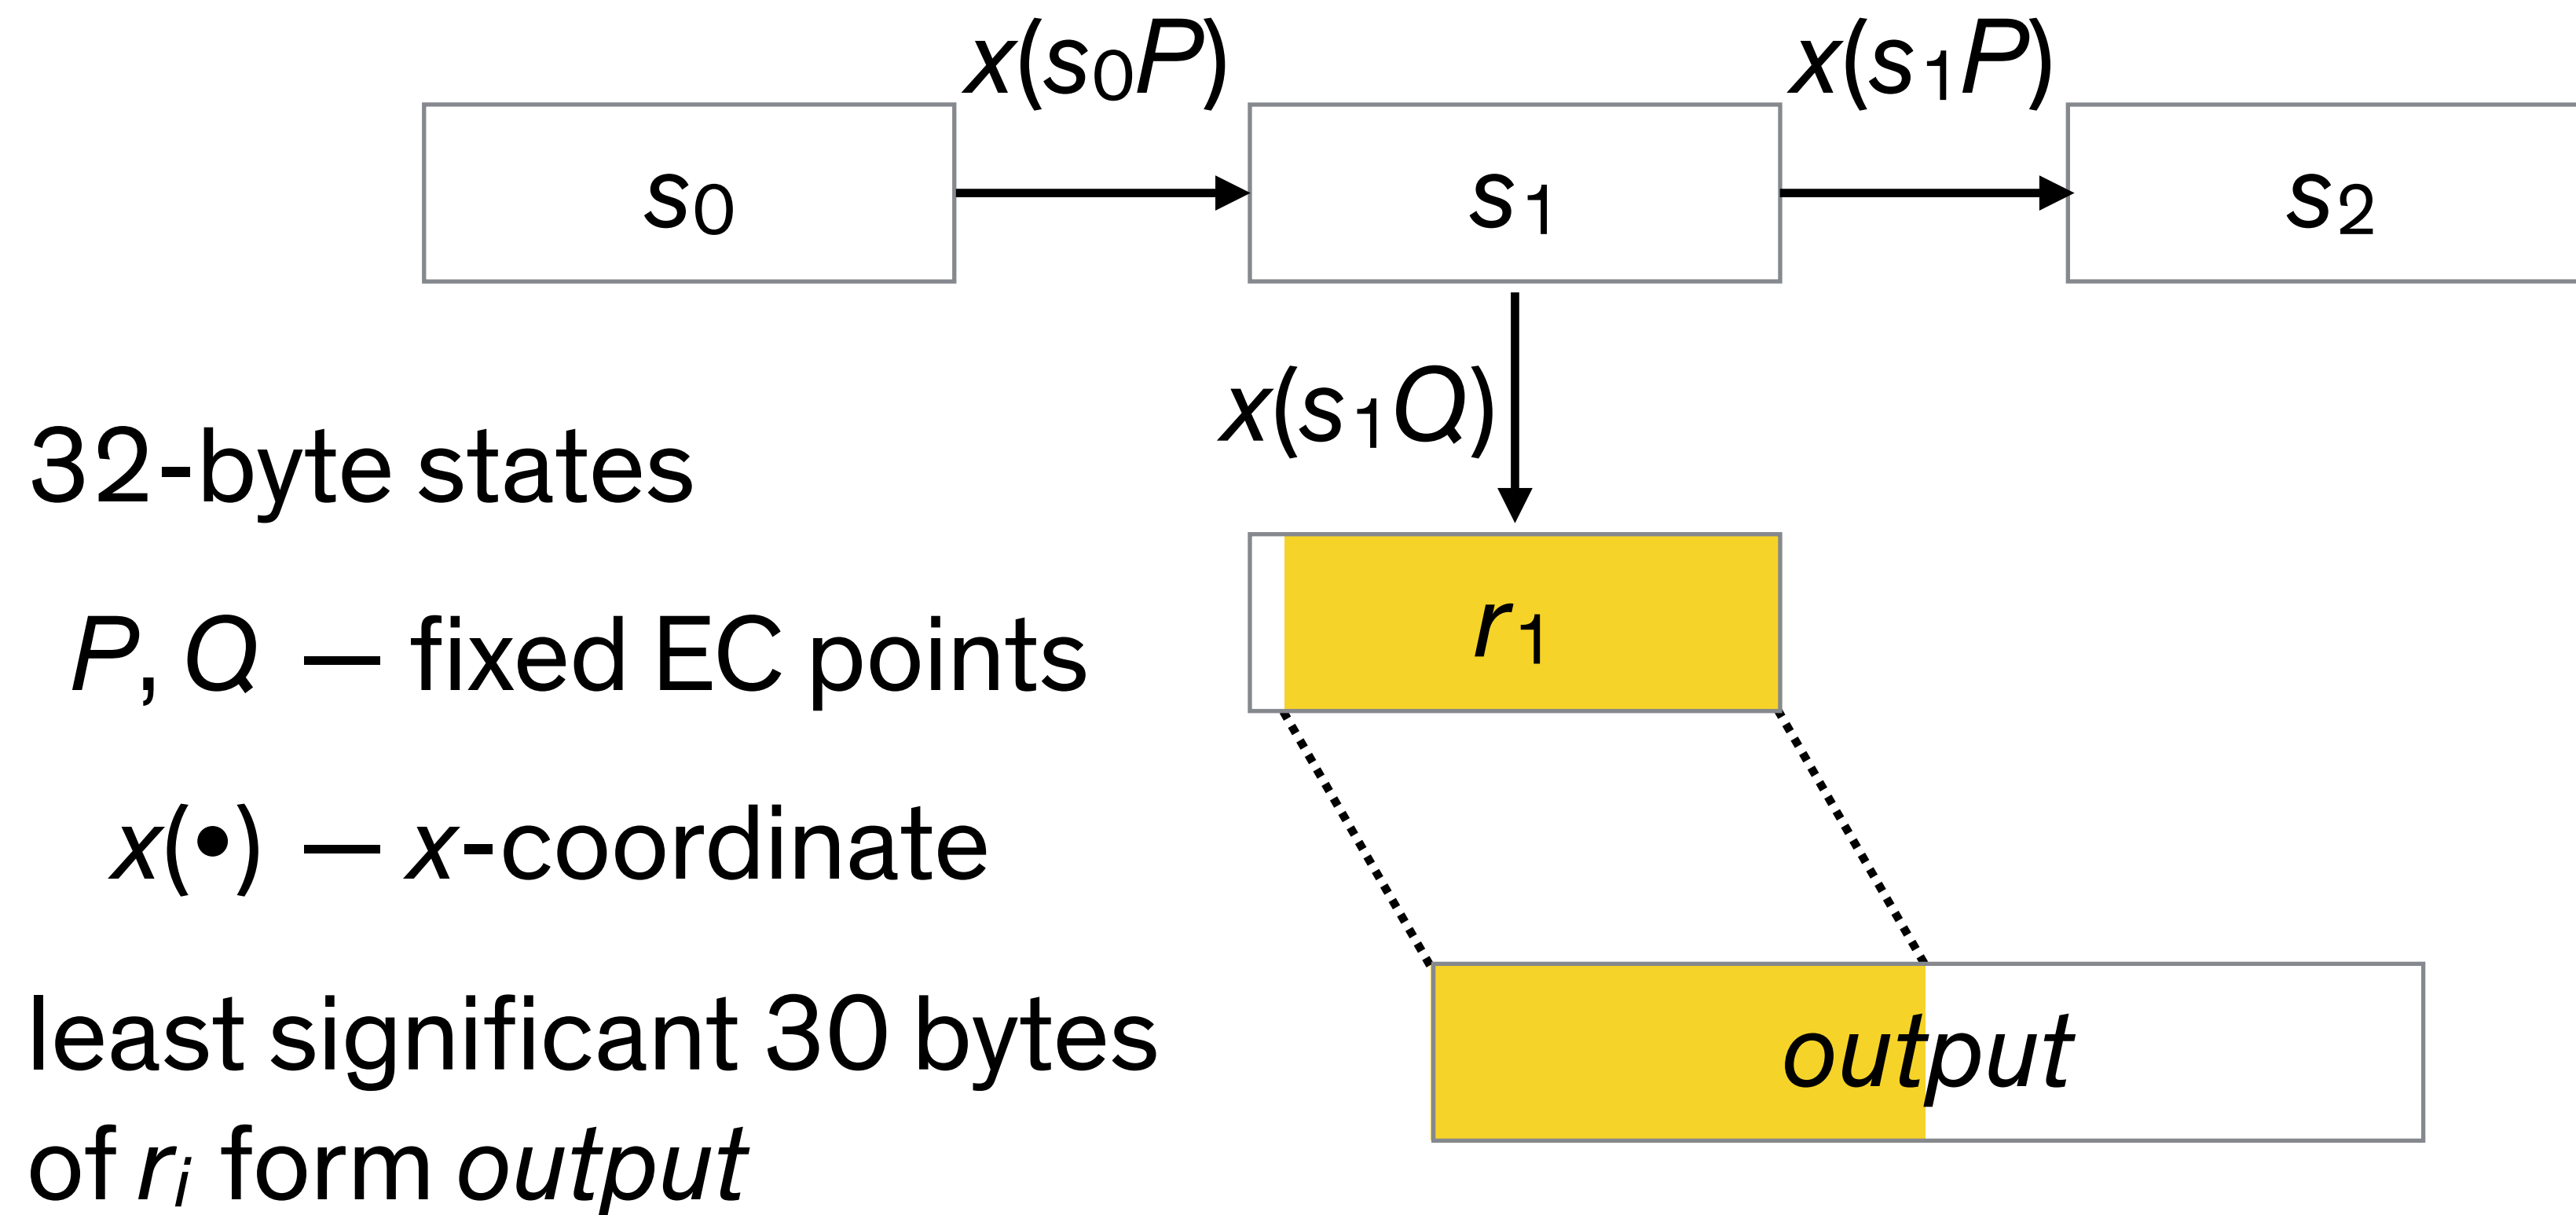 x(s₀P)
x(s₁P)
s₀
s₁
s₂
x(s₁Q)
32-byte states
r₁
P, Q — fixed EC points
x(•) — x-coordinate
least significant 30 bytes
of rᵢ form output
output